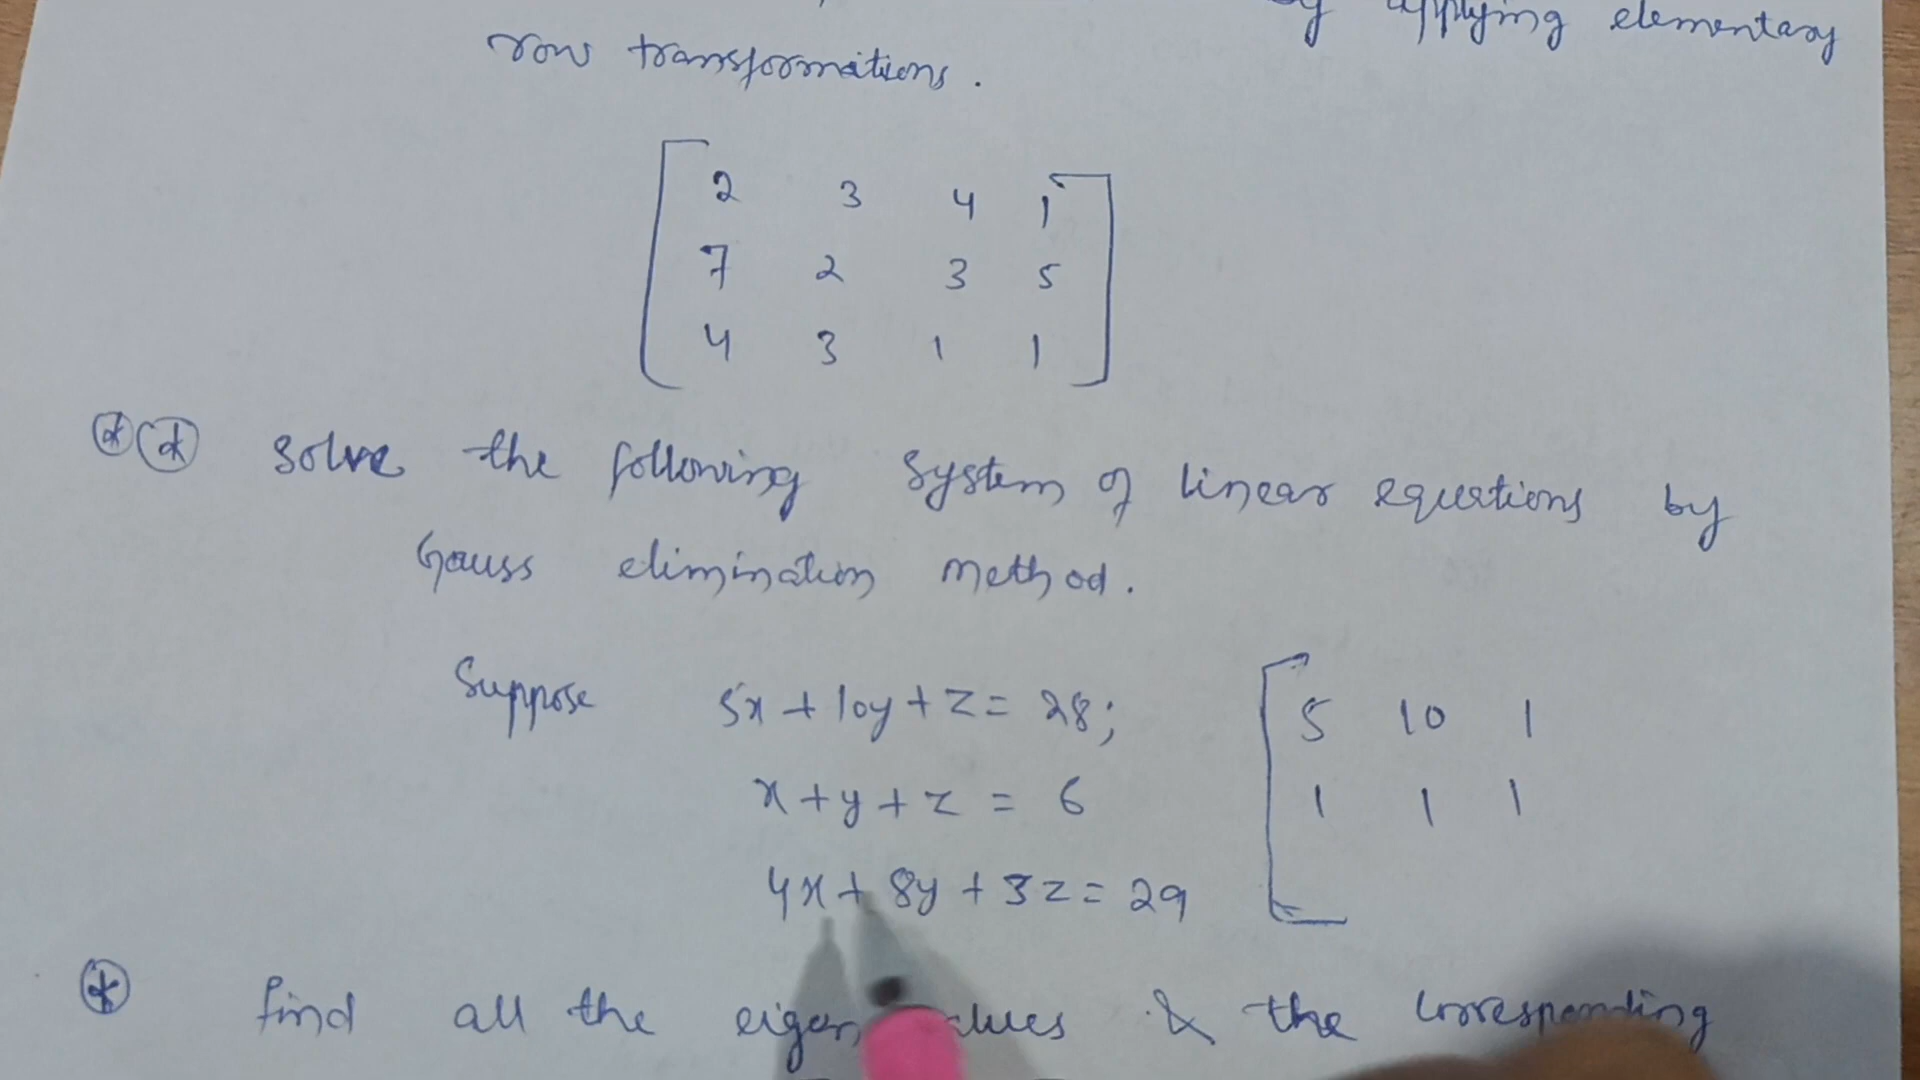 by applying elementary
row transformations.
2 3 4 1
7 2 3 5
4 3 1 1
solve the following system of linear equations by
Gauss elimination method.
Suppose 5x + 10y + z = 28; 5 10 1
x + y + z = 6 1 1 1
4x + 8y + 3z = 29
find all the eigen values & the corresponding